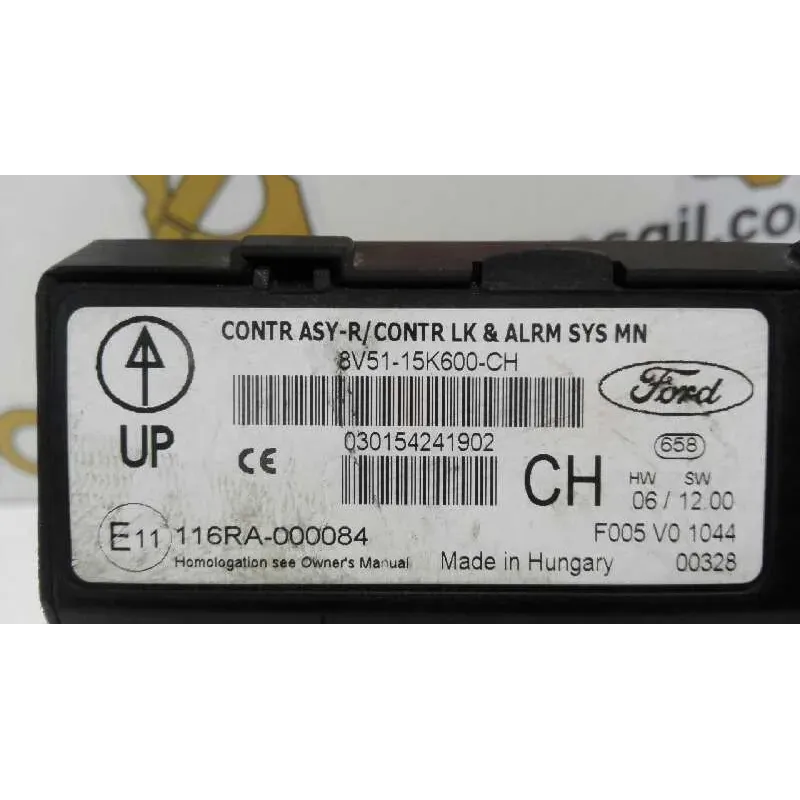 CONTR ASY-R/CONTR LK & ALRM SYS MN
8V51-15K600-CH
Ford
UP
CE
030154241902
CH
658
HW SW
06 / 12.00
E11 116RA-000084
F005 V0 1044
Homologation see Owner's Manual
Made in Hungary
00328